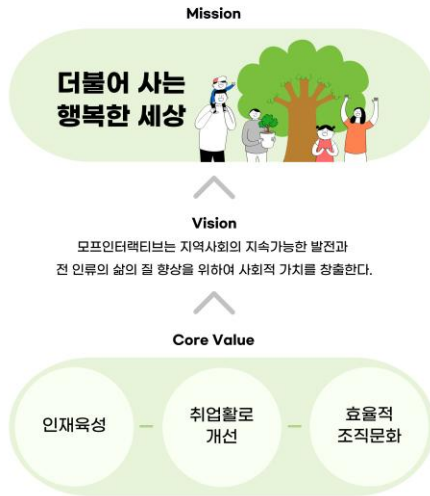 Mission
더불어 사는
행복한 세상
Vision
모프인터랙티브는 지역사회의 지속가능한 발전과
전 인류의 삶의 질 향상을 위하여 사회적 가치를 창출한다.
Core Value
인재육성
취업활로
개선
효율적
조직문화